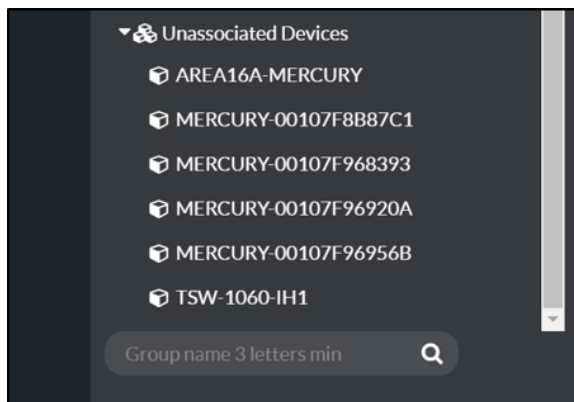 Unassociated Devices
AREA16A-MERCURY
MERCURY-00107F8B87C1
MERCURY-00107F968393
MERCURY-00107F96920A
MERCURY-00107F96956B
TSW-1060-IH1
Group name 3 letters min